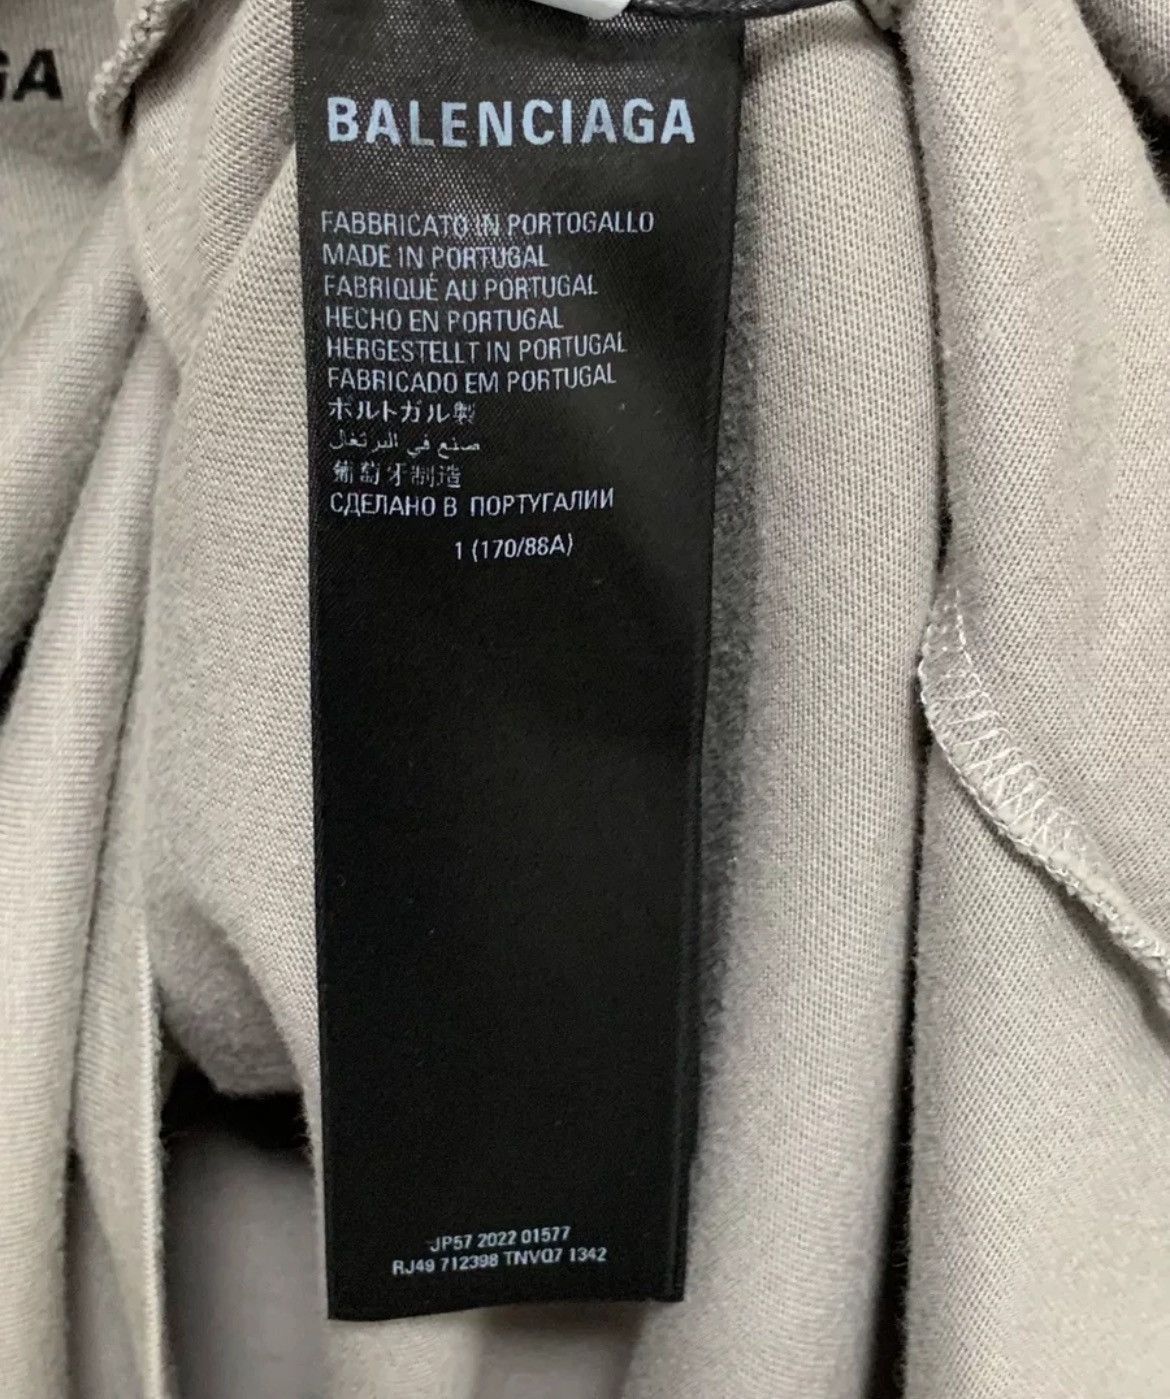 GA
BALENCIAGA
FABBRICATO IN PORTOGALLO
MADE IN PORTUGAL
FABRIQUÉ AU PORTUGAL
HECHO EN PORTUGAL
HERGESTELLT IN PORTUGAL
FABRICADO EM PORTUGAL
ポルトガル製
صنع في البرتغال
葡萄牙制造
СДЕЛАНО В ПОРТУГАЛИИ
1 (170/88A)
JP57 2022 01577
RJ49 712398 TNVQ7 1342